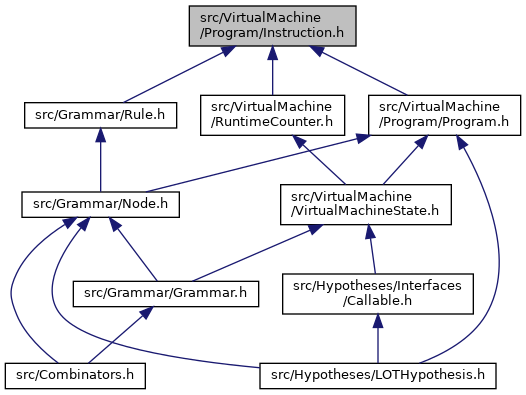 src/VirtualMachine
/Program/Instruction.h
src/Grammar/Rule.h
src/VirtualMachine
/RuntimeCounter.h
src/VirtualMachine
/Program/Program.h
src/Grammar/Node.h
src/VirtualMachine
/VirtualMachineState.h
src/Grammar/Grammar.h
src/Hypotheses/Interfaces
/Callable.h
src/Combinators.h
src/Hypotheses/LOTHypothesis.h